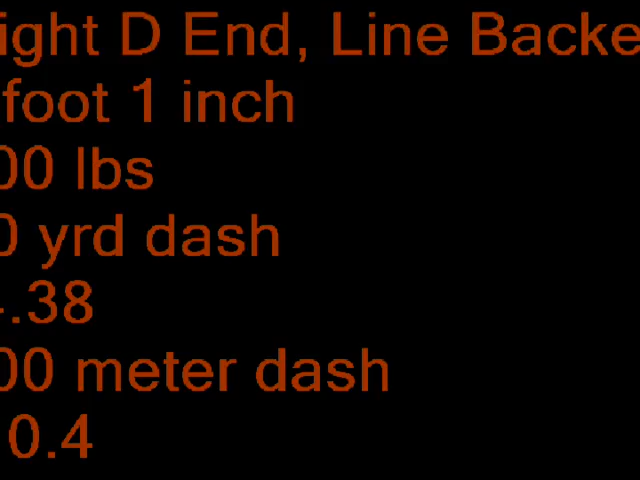 ight D End, Line Backe
foot 1 inch
00 lbs
0 yrd dash
.38
00 meter dash
0.4